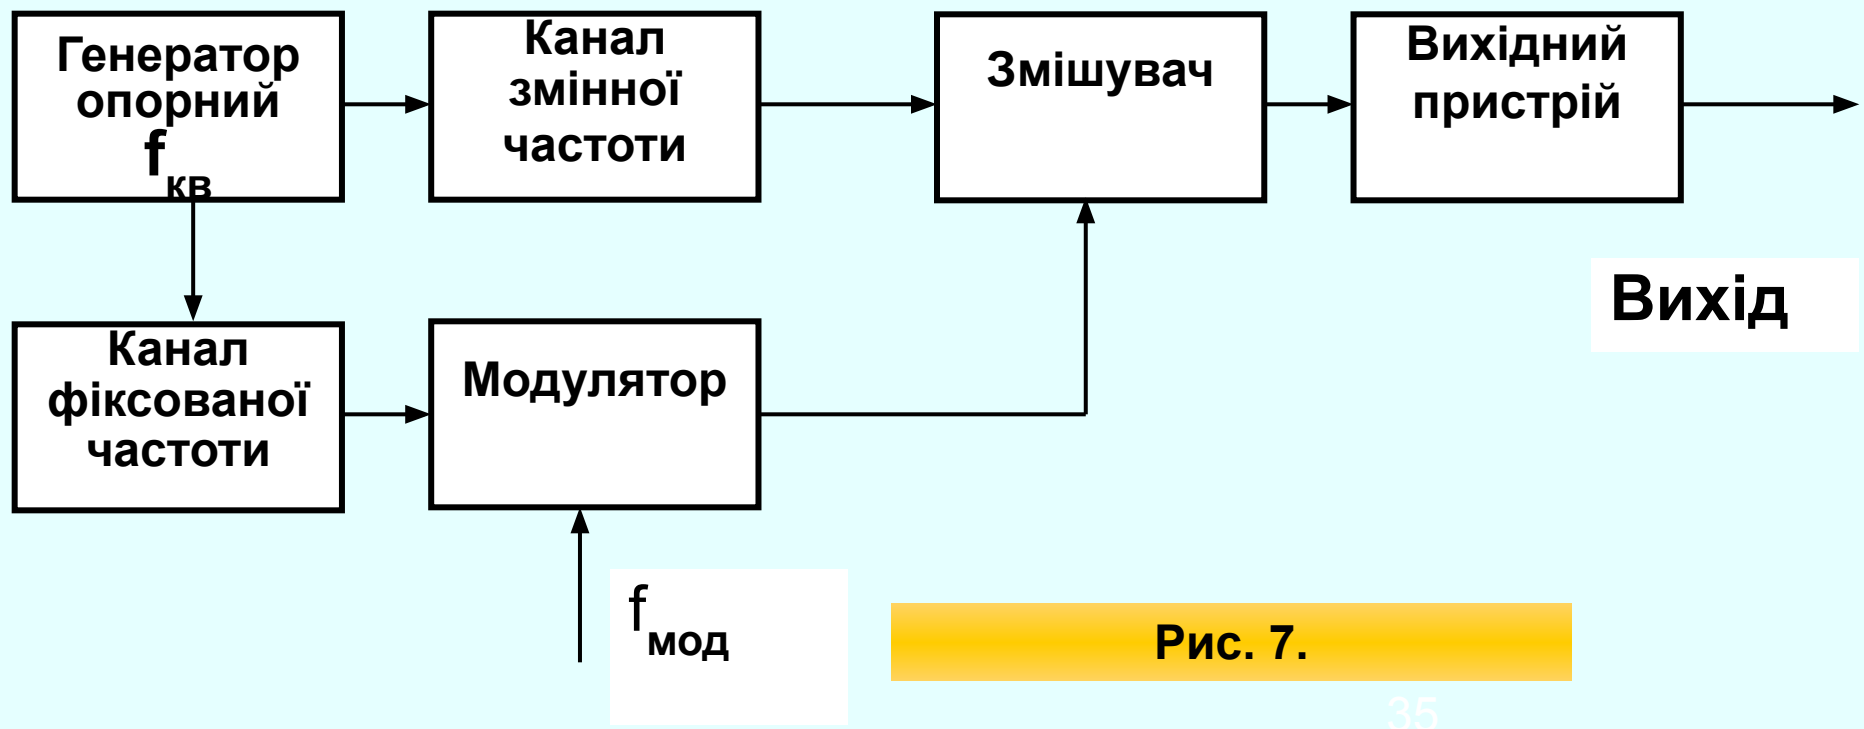 Генератор
опорний
fкв
Канал
змінної
частоти
Змішувач
Вихідний
пристрій
Вихід
Канал
фіксованої
частоти
Модулятор
fмод
Рис. 7.
35